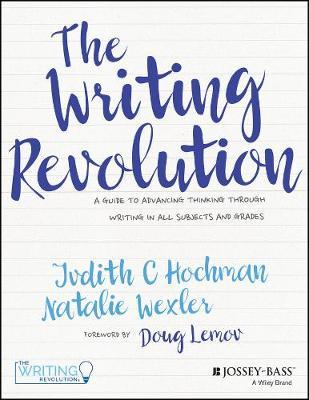 The
Writing
Revolution
A GUIDE TO ADVANCING THINKING THROUGH
WRITING IN ALL SUBJECTS AND GRADES
Judith C Hochman
Natalie Wexler
FOREWORD BY Doug Lemov
THE
WRITING
REVOLUTION
JOSSEY-BASS™
A Wiley Brand